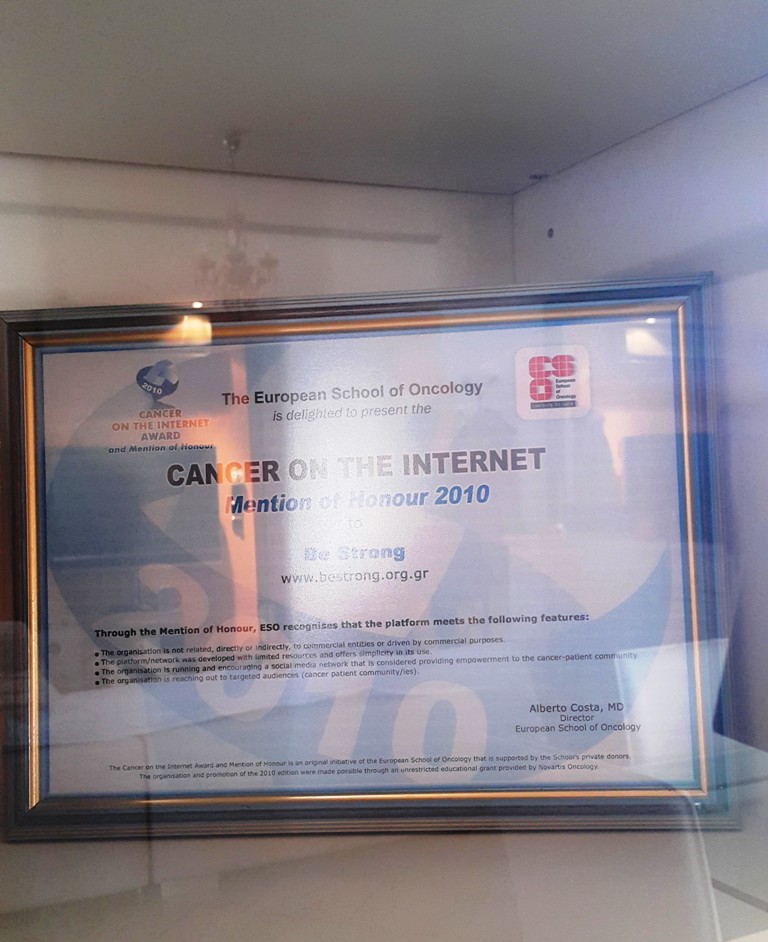 2010
CANCER
ON THE INTERNET
AWARD
and Mention of Honour
The European School of Oncology
is delighted to present the
ESO
European
School
of
Oncology
CANCER ON THE INTERNET
Mention of Honour 2010
to
Be Strong
www.bestrong.org.gr
Through the Mention of Honour, ESO recognises that the platform meets the following features:
• The organisation is not related, directly or indirectly, to commercial entities or driven by commercial purposes.
• The platform/network was developed with limited resources and offers simplicity in its use.
• The organisation is running and encouraging a social media network that is considered providing empowerment to the cancer-patient community.
• The organisation is reaching out to targeted audiences (cancer patient community/ies).
2010
Alberto Costa, MD
Director
European School of Oncology
The Cancer on the Internet Award and Mention of Honour is an original initiative of the European School of Oncology that is supported by the School's private donors.
The organisation and promotion of the 2010 edition were made possible through an unrestricted educational grant provided by Novartis Oncology.